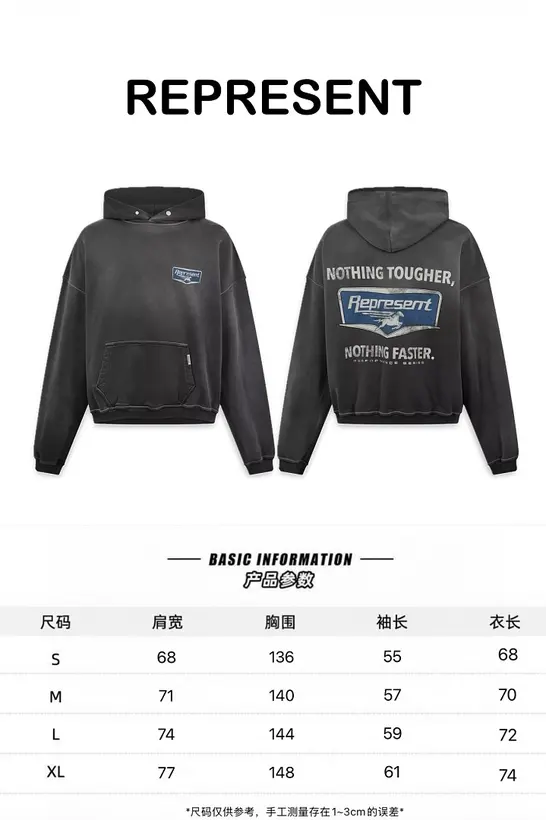 REPRESENT
Represent
NOTHING TOUGHER,
Represent
NOTHING FASTER.
BASIC INFORMATION
产品参数
尺码 肩宽 胸围 袖长 衣长
S 68 136 55 68
M 71 140 57 70
L 74 144 59 72
XL 77 148 61 74
*尺码仅供参考，手工测量存在1~3cm的误差*